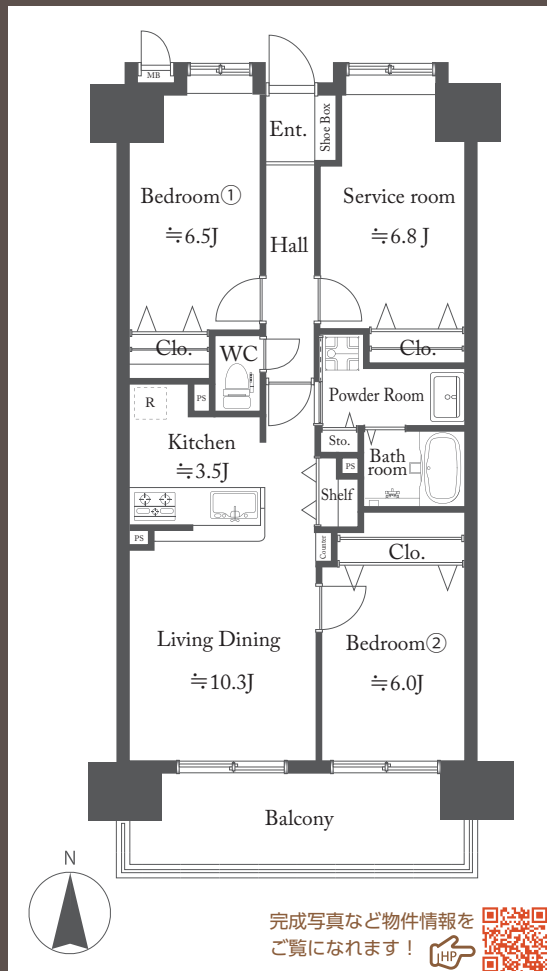 MB
Ent.
Shoe Box
Bedroom①
≒6.5J
Service room
≒6.8 J
Hall
Clo.
WC
Clo.
R
PS
Powder Room
Kitchen
≒3.5J
Sto.
Bath
room
PS
Shelf
PS
Counter
Clo.
Living Dining
≒10.3J
Bedroom②
≒6.0J
Balcony
N
完成写真など物件情報を
ご覧になれます！
HP